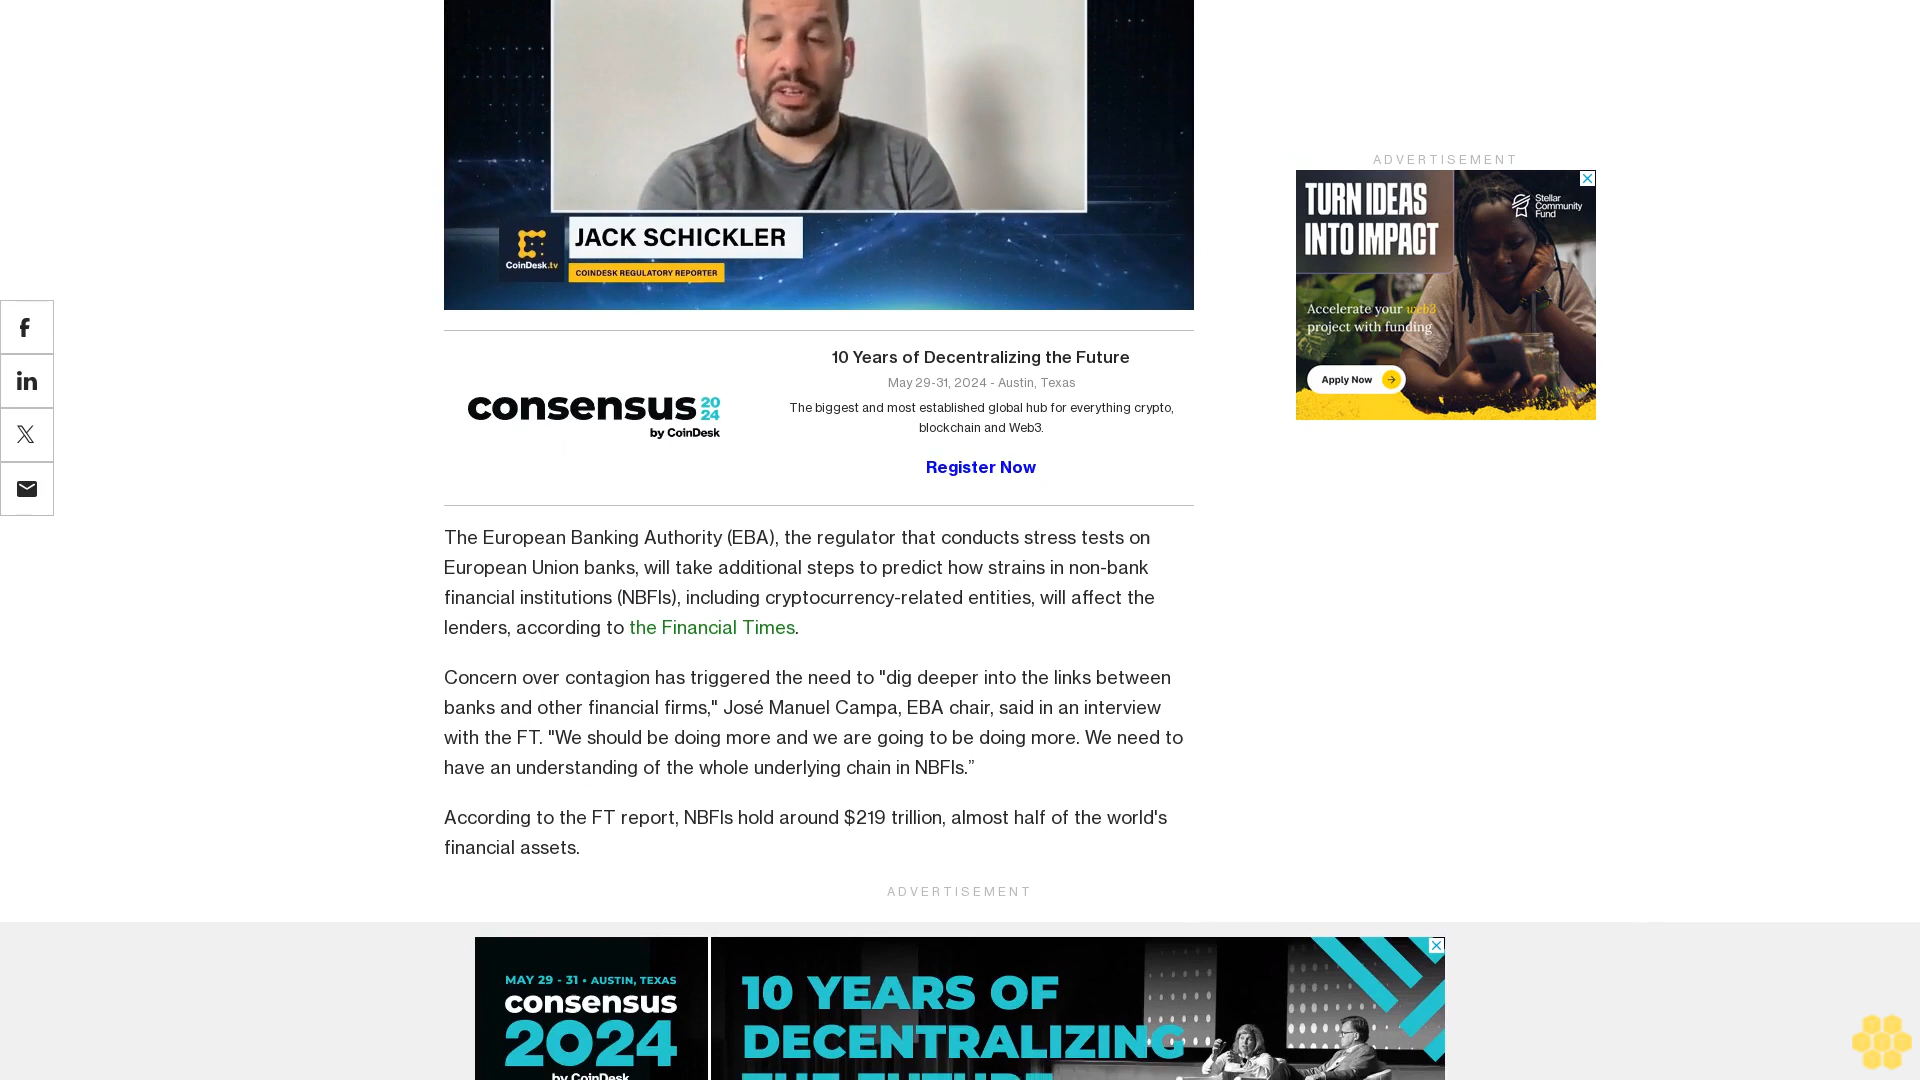 JACK SCHICKLER
CoinDesk.tv
COINDESK REGULATORY REPORTER
ADVERTISEMENT
TURN IDEAS
INTO IMPACT
Stellar
Community
Fund
Accelerate your web3
project with funding
Apply Now
10 Years of Decentralizing the Future
May 29-31, 2024 - Austin, Texas
consensus 2024
by CoinDesk
The biggest and most established global hub for everything crypto,
blockchain and Web3.
Register Now
The European Banking Authority (EBA), the regulator that conducts stress tests on
European Union banks, will take additional steps to predict how strains in non-bank
financial institutions (NBFIs), including cryptocurrency-related entities, will affect the
lenders, according to the Financial Times.
Concern over contagion has triggered the need to "dig deeper into the links between
banks and other financial firms," José Manuel Campa, EBA chair, said in an interview
with the FT. "We should be doing more and we are going to be doing more. We need to
have an understanding of the whole underlying chain in NBFIs.”
According to the FT report, NBFIs hold around $219 trillion, almost half of the world's
financial assets.
ADVERTISEMENT
MAY 29 - 31 • AUSTIN, TEXAS
consensus
2024
by CoinDesk
10 YEARS OF
DECENTRALIZING
THE FUTURE